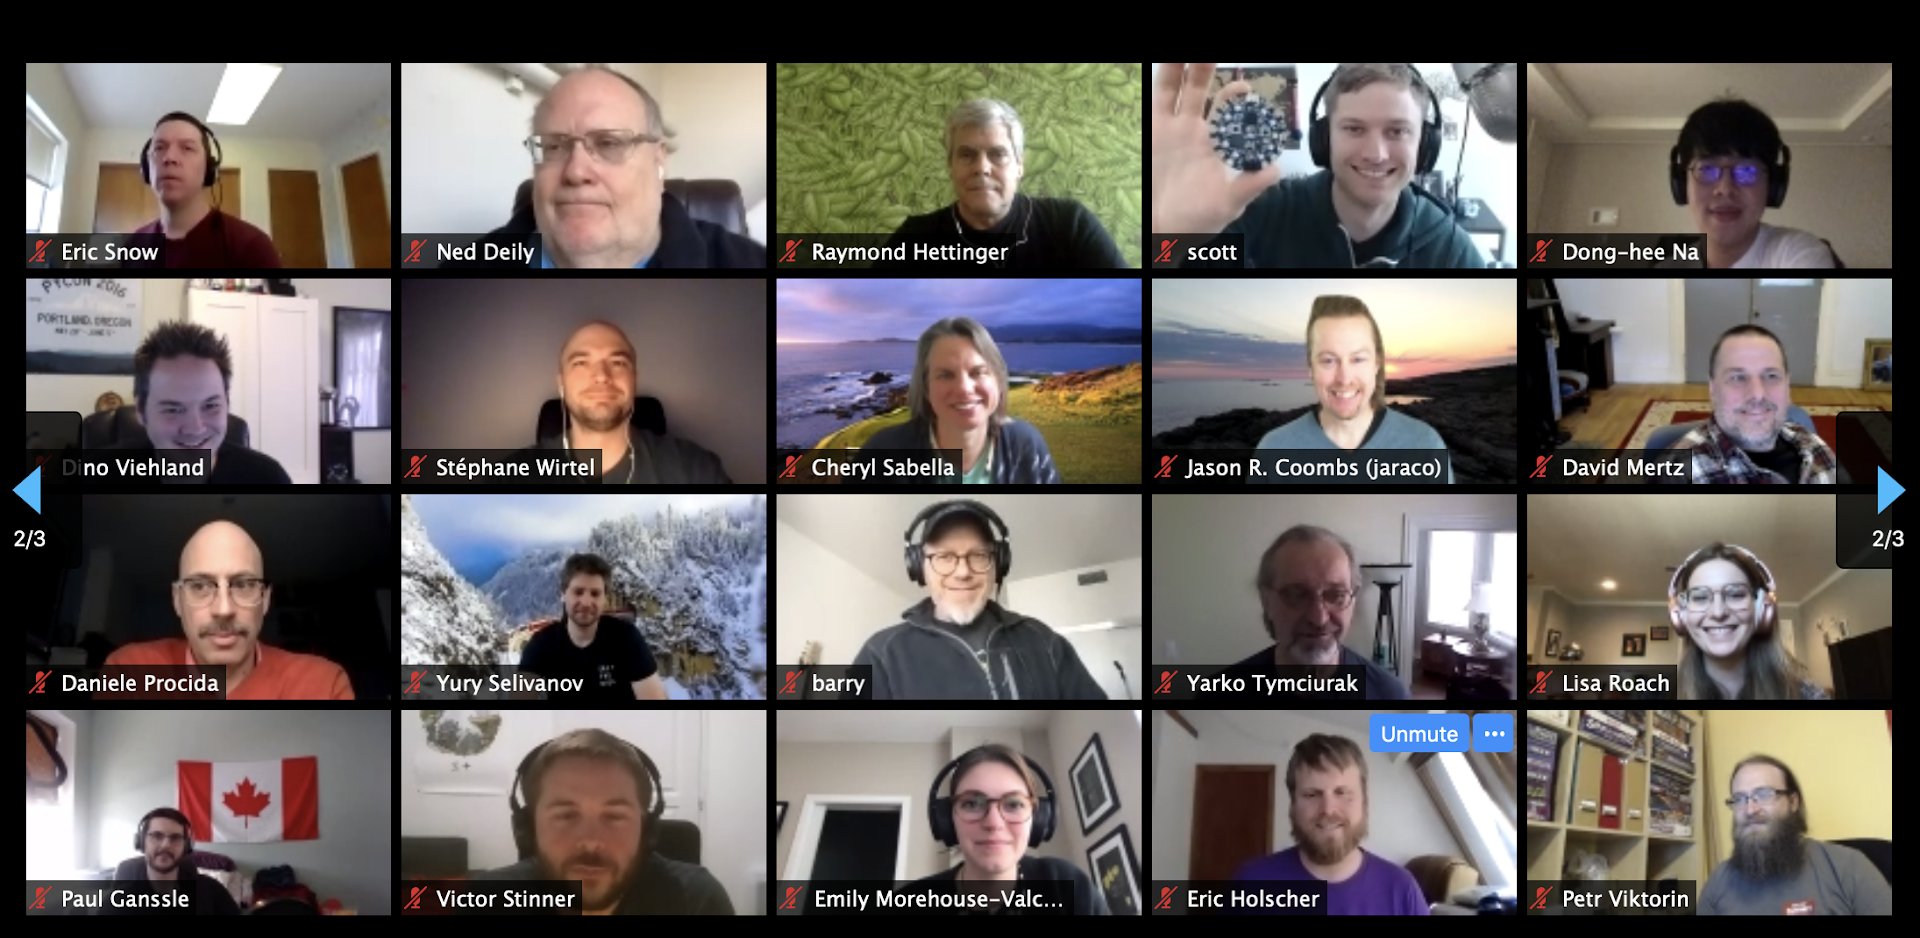 Eric Snow
Ned Deily
Raymond Hettinger
scott
Dong-hee Na
PYCON 2016
PORTLAND, OREGON
Dino Viehland
Stéphane Wirtel
Cheryl Sabella
Jason R. Coombs (jaraco)
David Mertz
2/3
2/3
Daniele Procida
Yury Selivanov
barry
Yarko Tymciurak
Lisa Roach
Unmute
Paul Ganssle
Victor Stinner
Emily Morehouse-Valc...
Eric Holscher
Petr Viktorin